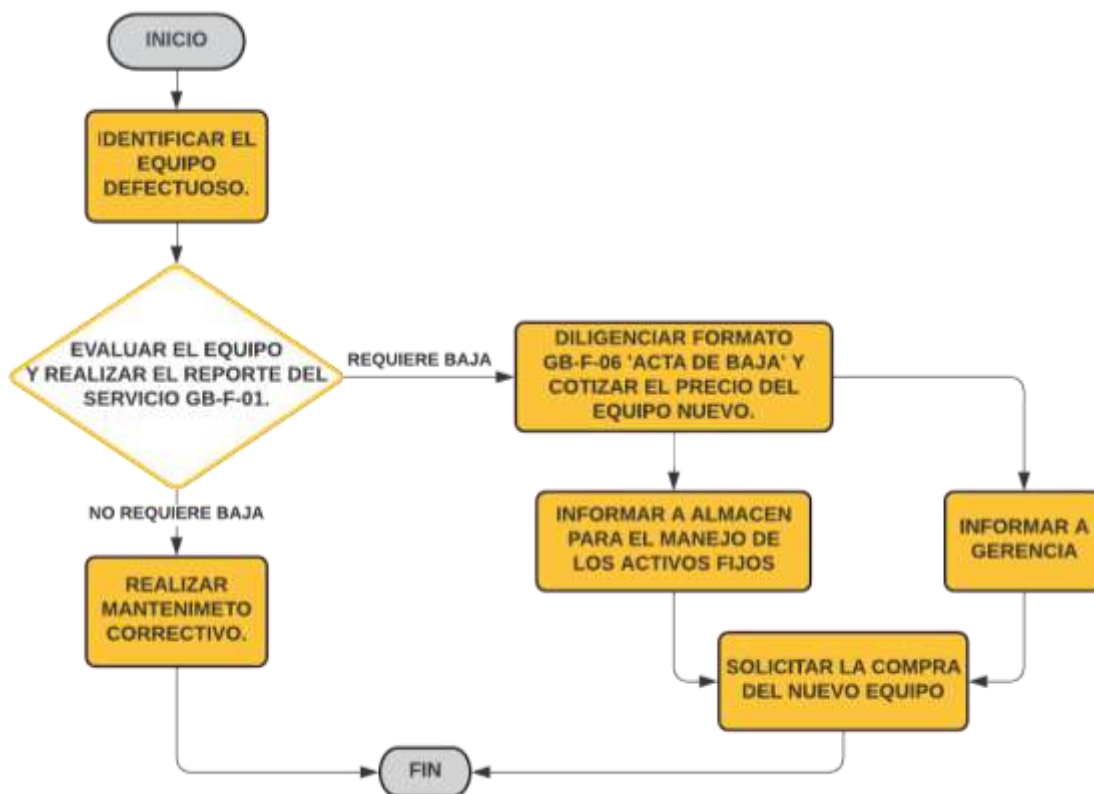 INICIO
IDENTIFICAR EL
EQUIPO
DEFECTUOSO.
EVALUAR EL EQUIPO
Y REALIZAR EL REPORTE DEL
SERVICIO GB-F-01.
REQUIERE BAJA
DILIGENCIAR FORMATO
GB-F-06 'ACTA DE BAJA' Y
COTIZAR EL PRECIO DEL
EQUIPO NUEVO.
NO REQUIERE BAJA
INFORMAR A ALMACEN
PARA EL MANEJO DE
LOS ACTIVOS FIJOS
INFORMAR A
GERENCIA
REALIZAR
MANTENIMETO
CORRECTIVO.
SOLICITAR LA COMPRA
DEL NUEVO EQUIPO
FIN